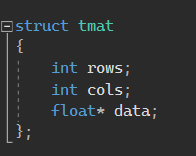 struct tmat
{
    int rows;
    int cols;
    float* data;
};